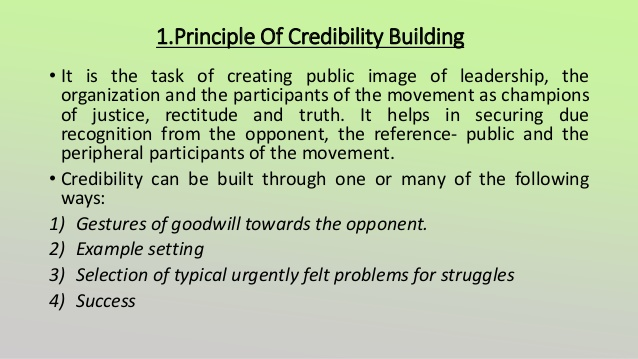 1.Principle Of Credibility Building
• It is the task of creating public image of leadership, the
organization and the participants of the movement as champions
of justice, rectitude and truth. It helps in securing due
recognition from the opponent, the reference- public and the
peripheral participants of the movement.
• Credibility can be built through one or many of the following
ways:
1) Gestures of goodwill towards the opponent.
2) Example setting
3) Selection of typical urgently felt problems for struggles
4) Success